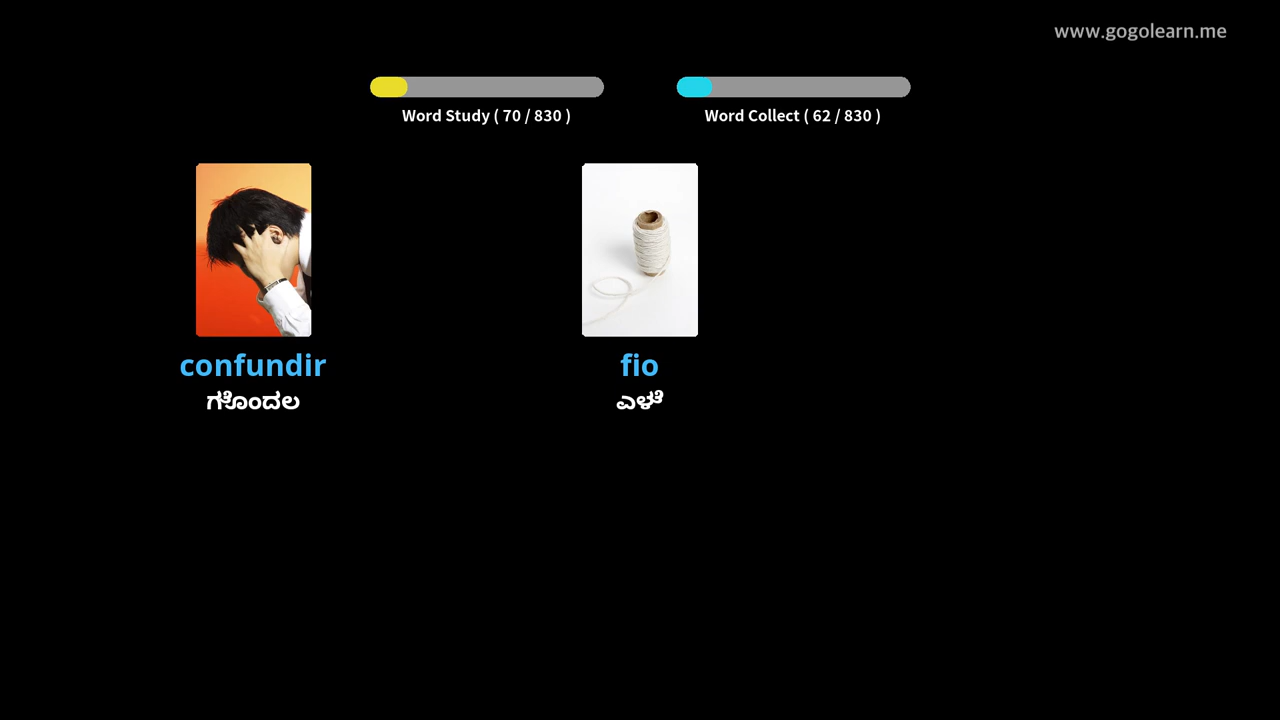 www.gogolearn.me
Word Study ( 70 / 830 )
Word Collect ( 62 / 830 )
confundir
ಗೊಂದಲ
fio
ಎಳೆ